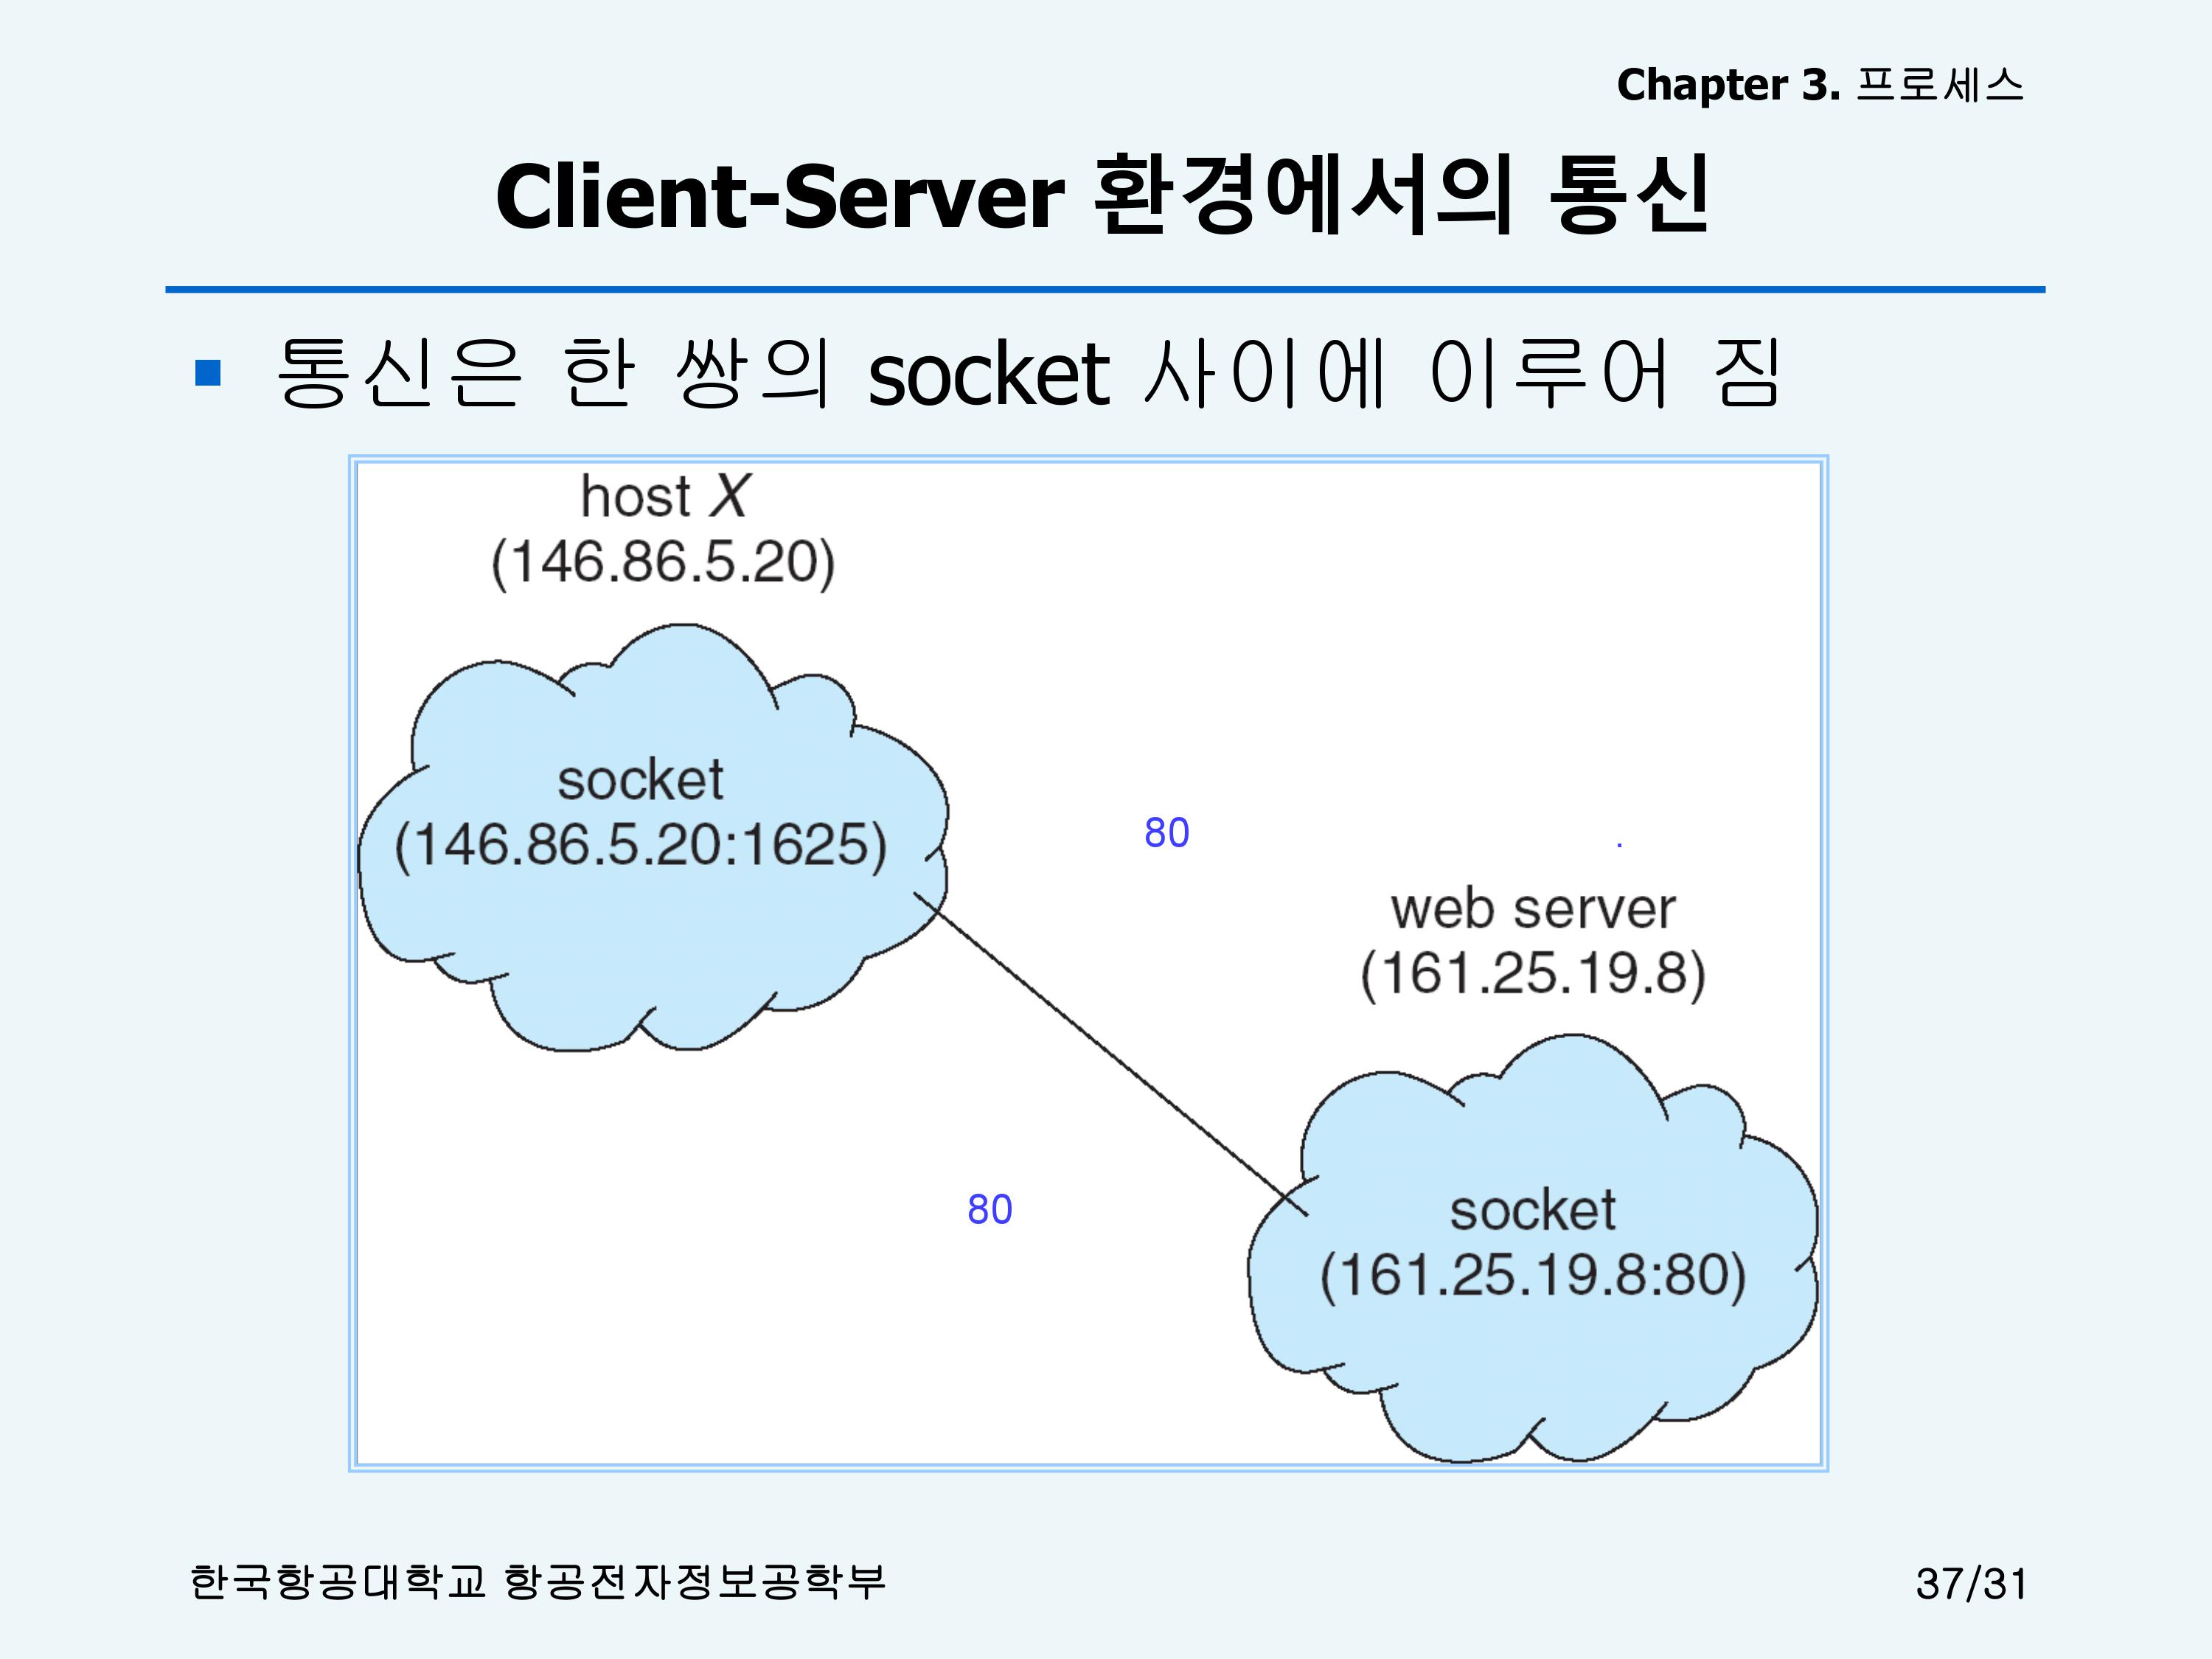 Chapter 3. 프로세스
Client-Server 환경에서의 통신
통신은 한 쌍의 socket 사이에 이루어 짐
host X
(146.86.5.20)
socket
(146.86.5.20:1625)
80
.
web server
(161.25.19.8)
80
socket
(161.25.19.8:80)
한국항공대학교 항공전자정보공학부
37/31